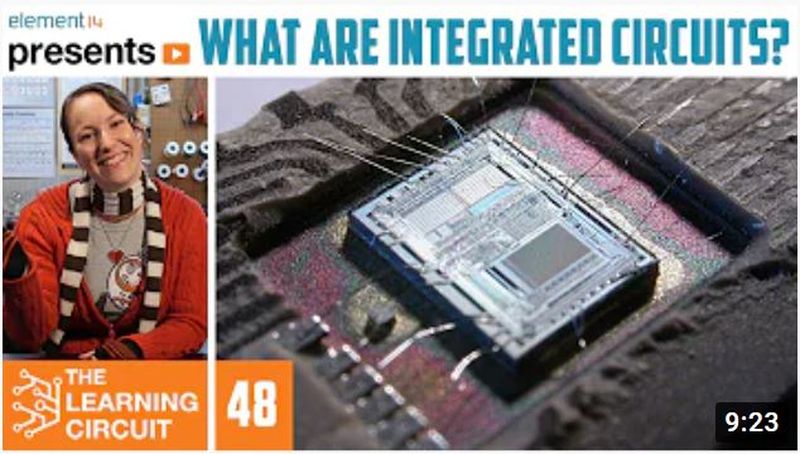 element14
presents
WHAT ARE INTEGRATED CIRCUITS?
THE
LEARNING
CIRCUIT
48
9:23